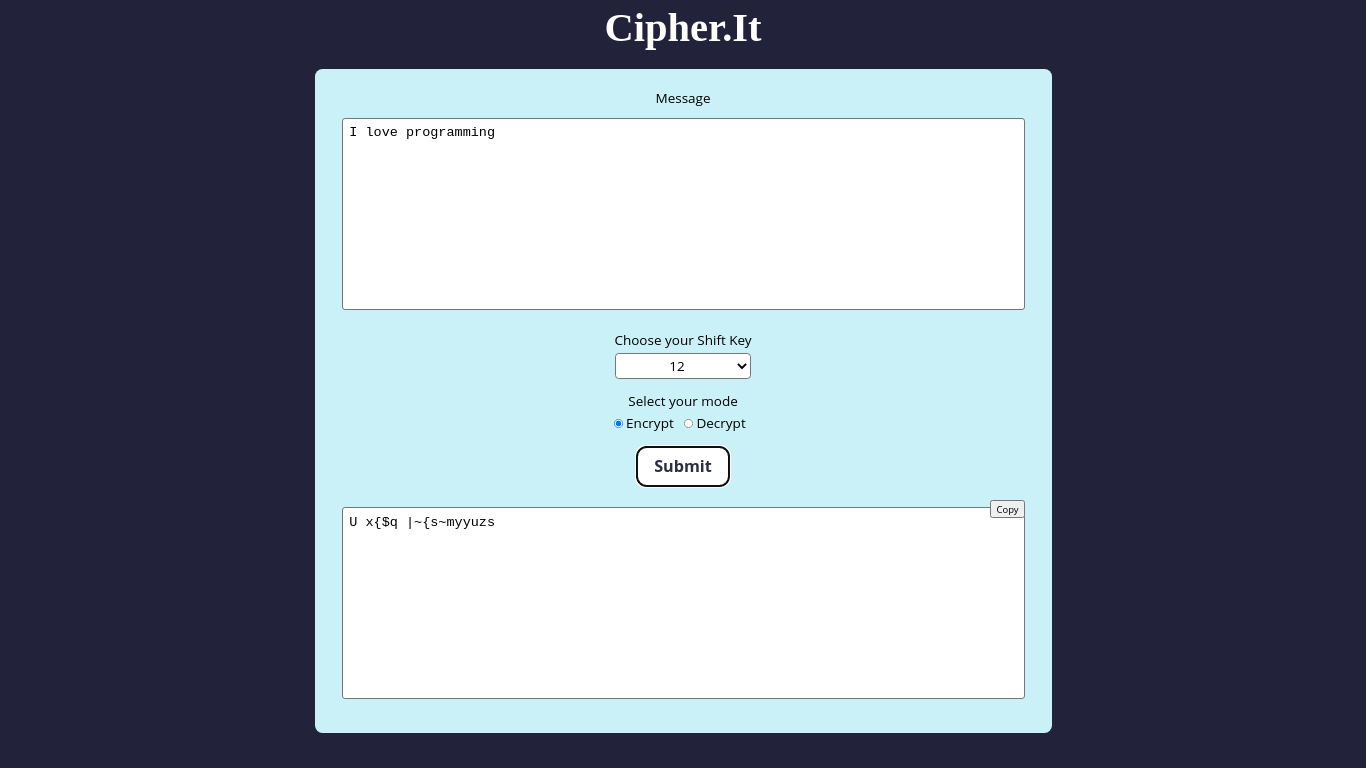 Cipher.It
Message
I love programming
Choose your Shift Key
12
Select your mode
Encrypt Decrypt
Submit
Copy
U x{$q |~{s~myyuzs